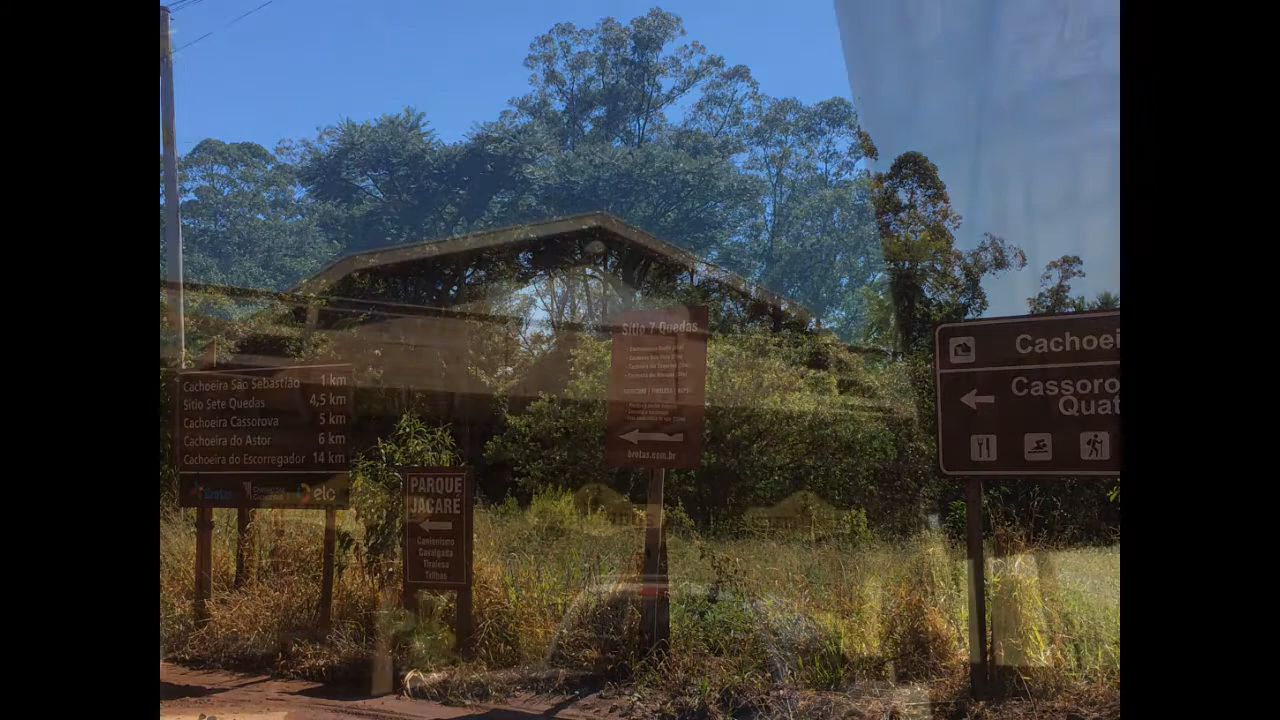 Cachoeira São Sebastião 1 km
Sítio Sete Quedas 4,5 km
Cachoeira Cassorova 5 km
Cachoeira do Astor 6 km
Cachoeira do Escorregador 14 km
elc
PARQUE
JACARÉ
Canionismo
Cavalgada
Tirolesa
Trilhas
Sítio 7 Quedas
brotas.com.br
Cachoei
Cassoro
Quat